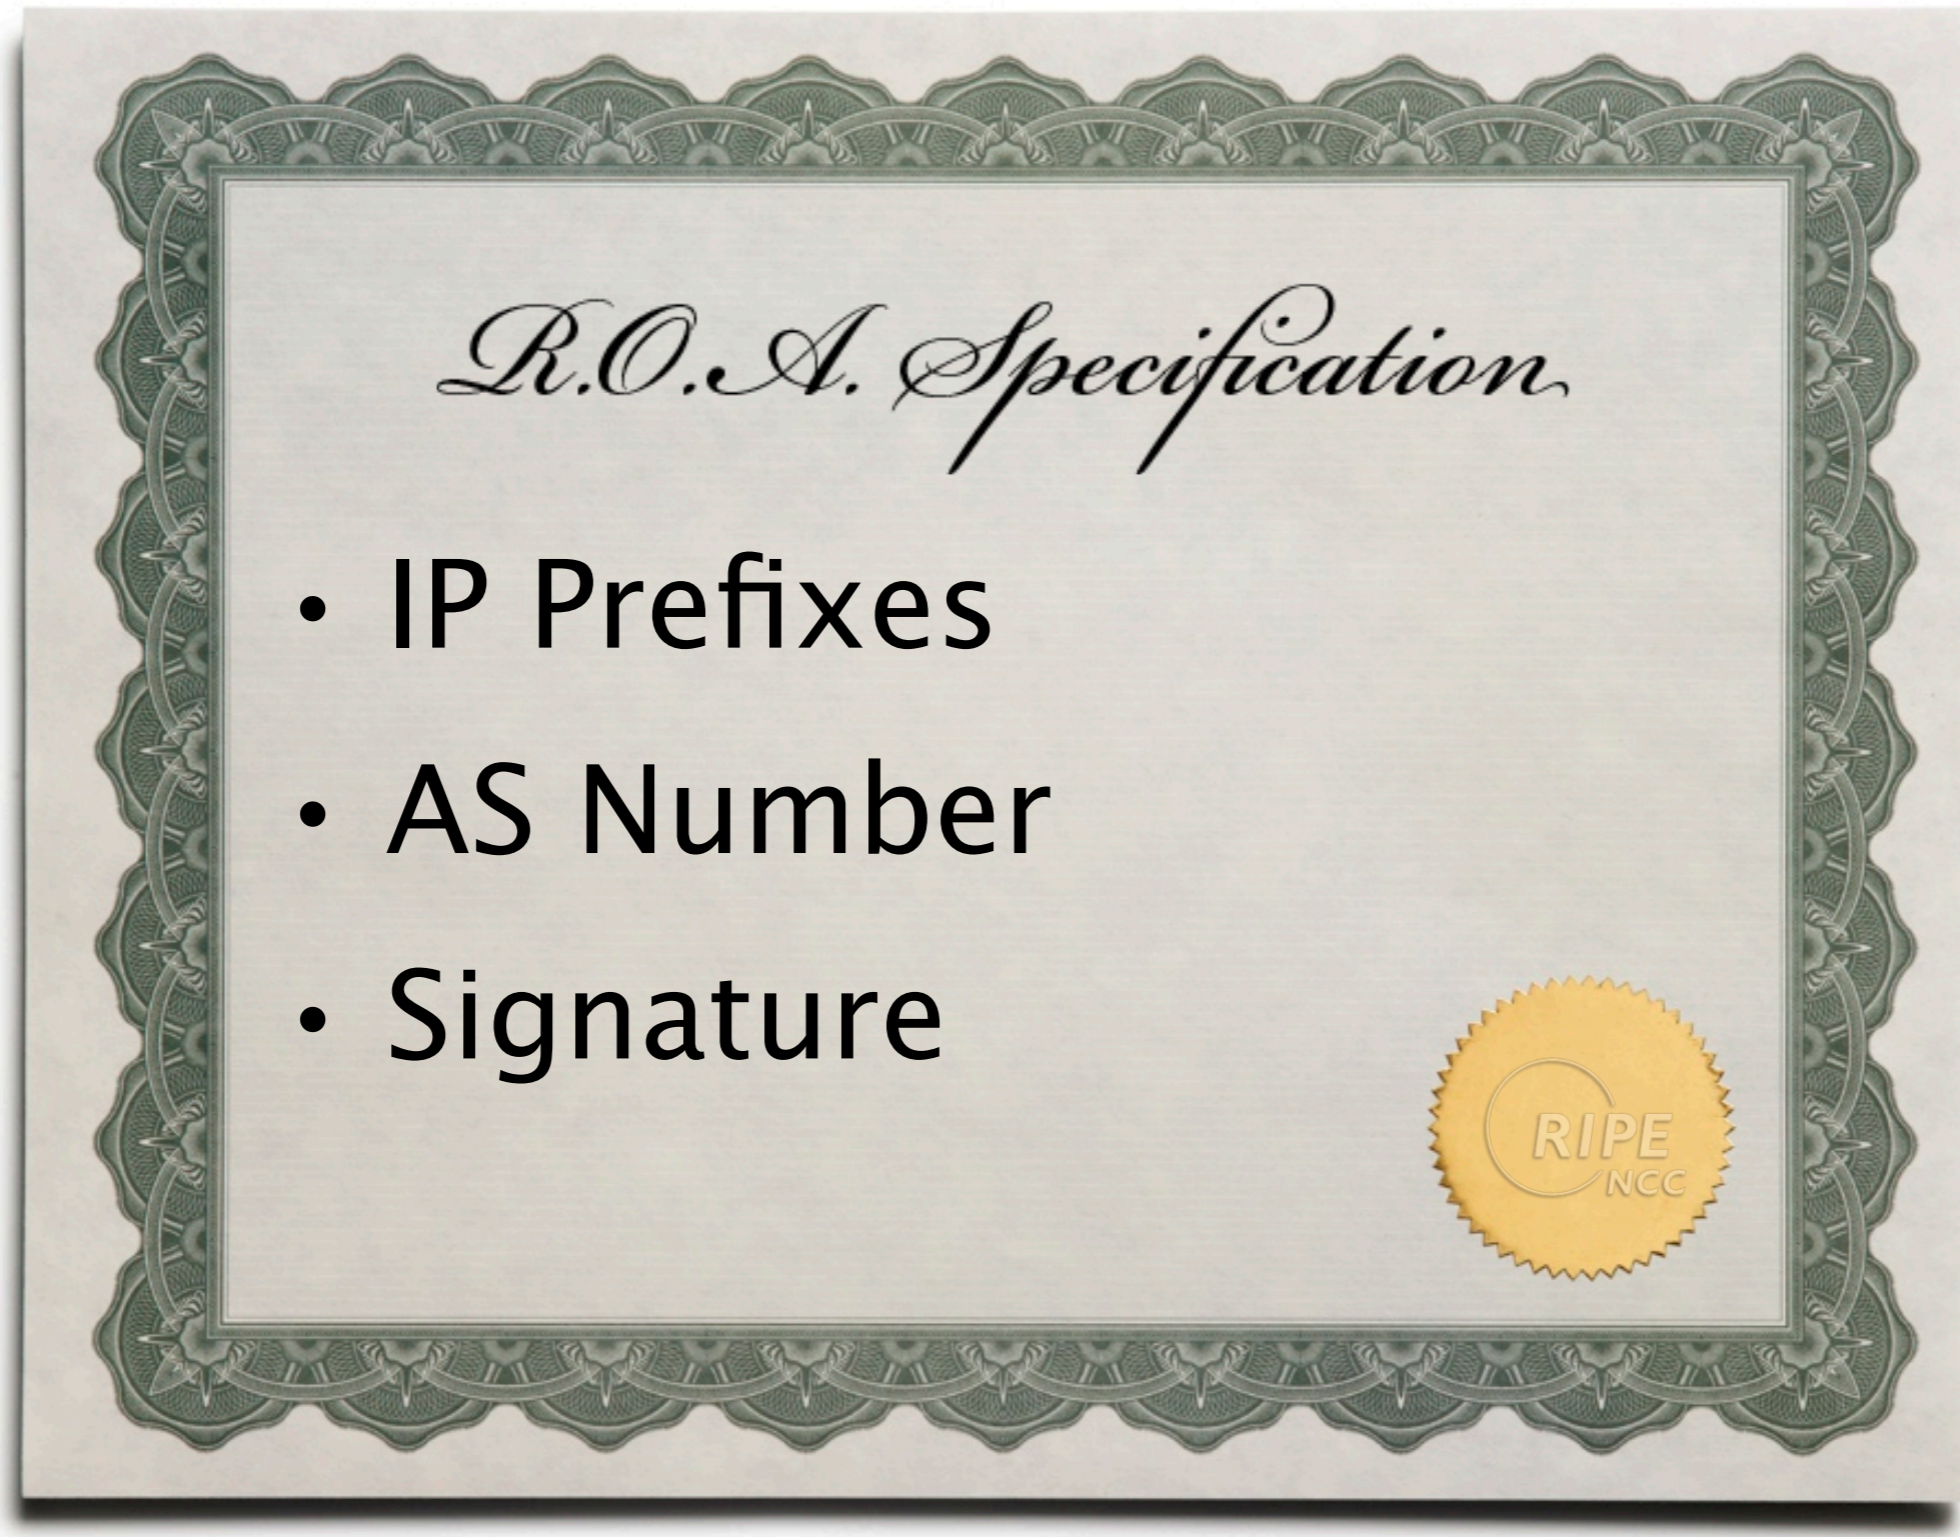 R.O.A. Specification
• IP Prefixes
• AS Number
• Signature
RIPE
NCC